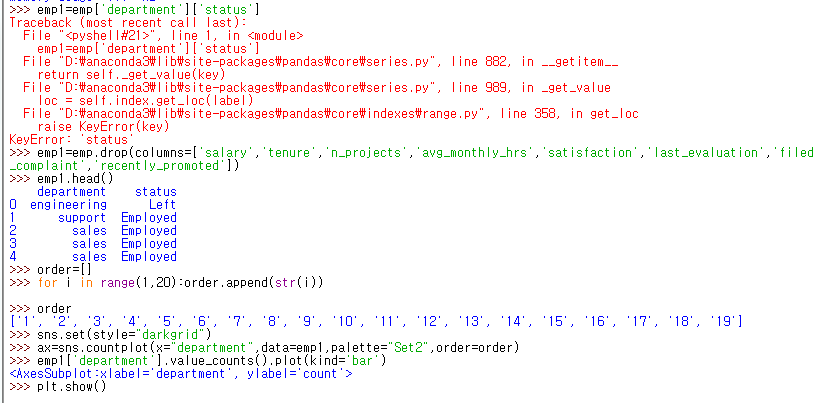 >>> emp1=emp['department']['status']
Traceback (most recent call last):
  File "<pyshell#21>", line 1, in <module>
    emp1=emp['department']['status']
  File "D:₩anaconda3₩lib₩site-packages₩pandas₩core₩series.py", line 882, in __getitem__
    return self._get_value(key)
  File "D:₩anaconda3₩lib₩site-packages₩pandas₩core₩series.py", line 989, in _get_value
    loc = self.index.get_loc(label)
  File "D:₩anaconda3₩lib₩site-packages₩pandas₩core₩indexes₩range.py", line 358, in get_loc
    raise KeyError(key)
KeyError: 'status'
>>> emp1=emp.drop(columns=['salary','tenure','n_projects','avg_monthly_hrs','satisfaction','last_evaluation','filed
_complaint','recently_promoted'])
>>> emp1.head()
    department    status
0  engineering      Left
1      support  Employed
2        sales  Employed
3        sales  Employed
4        sales  Employed
>>> order=[]
>>> for i in range(1,20):order.append(str(i))
>>> order
['1', '2', '3', '4', '5', '6', '7', '8', '9', '10', '11', '12', '13', '14', '15', '16', '17', '18', '19']
>>> sns.set(style="darkgrid")
>>> ax=sns.countplot(x="department",data=emp1,palette="Set2",order=order)
>>> emp1['department'].value_counts().plot(kind='bar')
<AxesSubplot:xlabel='department', ylabel='count'>
>>> plt.show()